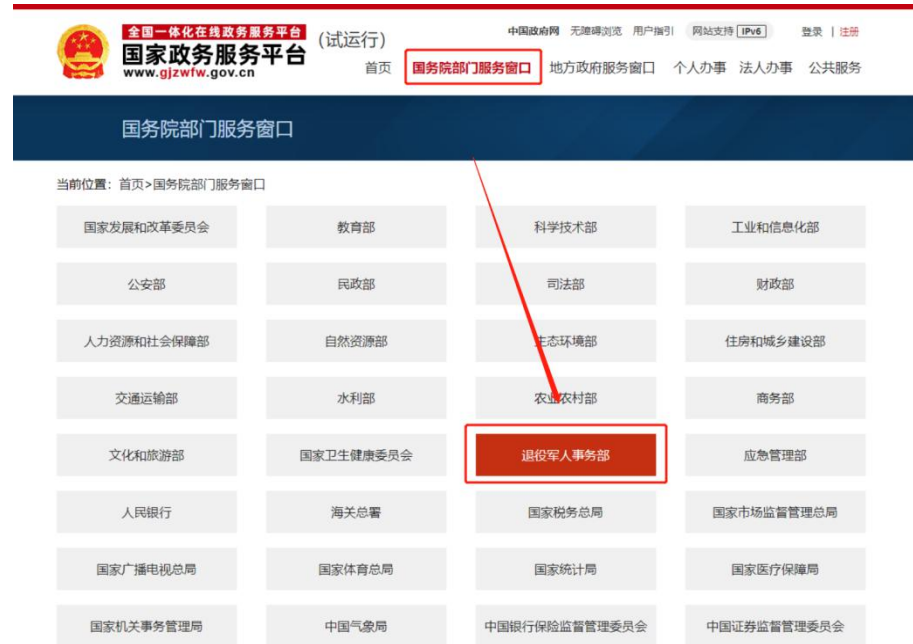 全国一体化在线政务服务平台
国家政务服务平台
www.gjzwfw.gov.cn
(试运行)
中国政府网 无障碍浏览 用户指引 网站支持 IPv6 登录 | 注册
首页 国务院部门服务窗口 地方政府服务窗口 个人办事 法人办事 公共服务
国务院部门服务窗口
当前位置：首页>国务院部门服务窗口
国家发展和改革委员会 教育部 科学技术部 工业和信息化部
公安部 民政部 司法部 财政部
人力资源和社会保障部 自然资源部 生态环境部 住房和城乡建设部
交通运输部 水利部 农业农村部 商务部
文化和旅游部 国家卫生健康委员会 退役军人事务部 应急管理部
人民银行 海关总署 国家税务总局 国家市场监督管理总局
国家广播电视总局 国家体育总局 国家统计局 国家医疗保障局
国家机关事务管理局 中国气象局 中国银行保险监督管理委员会 中国证券监督管理委员会